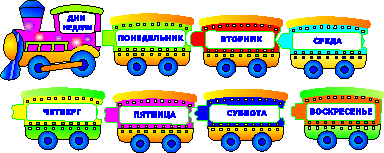 ДНИ
НЕДЕЛИ
ПОНЕДЕЛЬНИК
ВТОРНИК
СРЕДА
ЧЕТВЕРГ
ПЯТНИЦА
СУББОТА
ВОСКРЕСЕНЬЕ